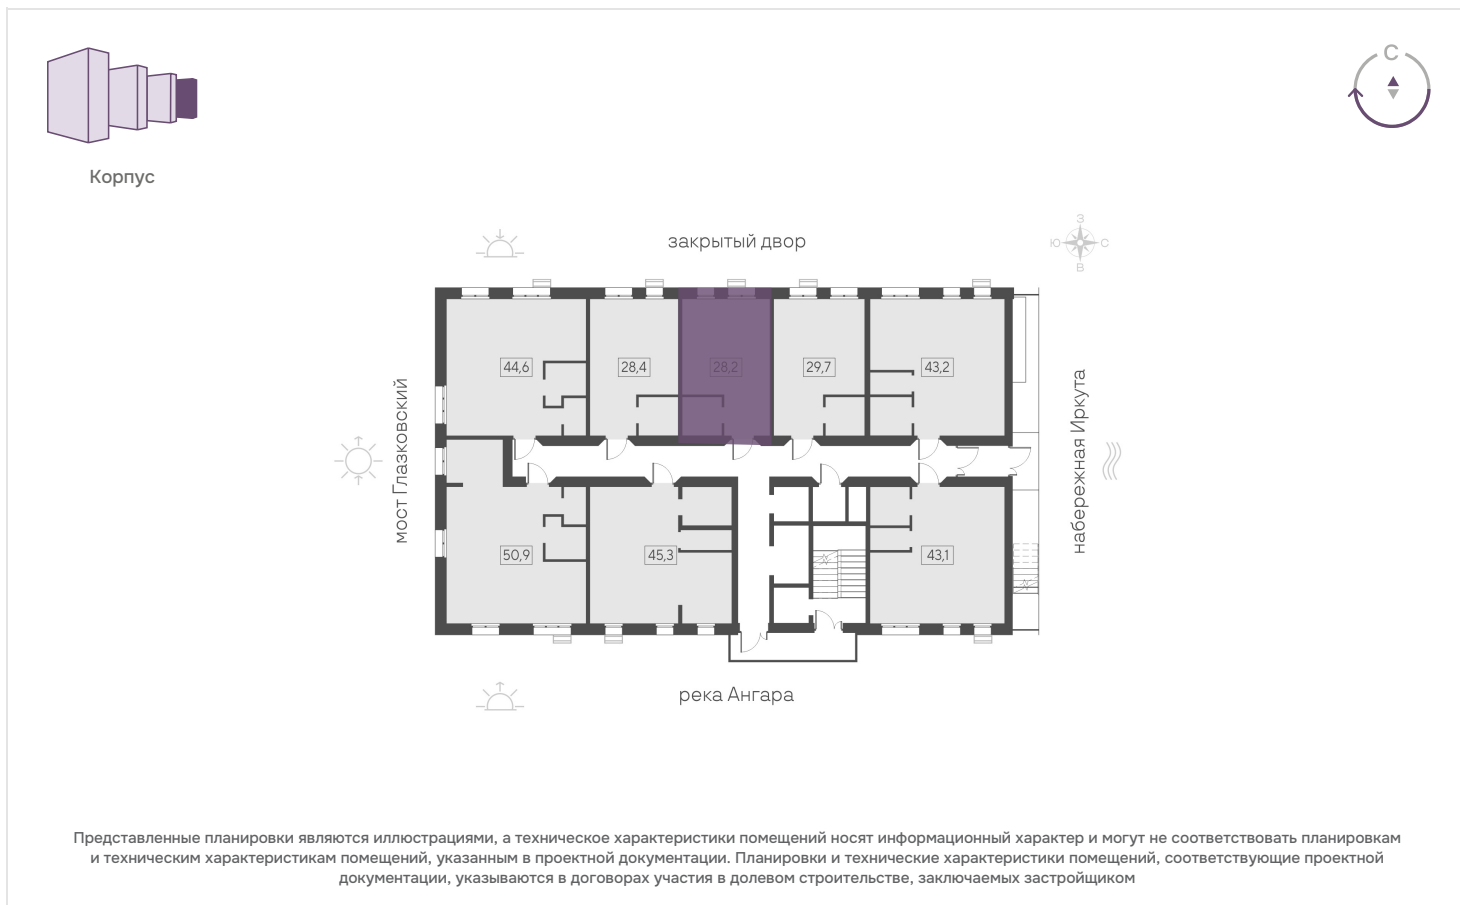 С
Корпус
закрытый двор
З
Ю
С
В
44,6
28,4
28,2
29,7
43,2
мост Глазковский
набережная Иркута
50,9
45,3
43,1
река Ангара
Представленные планировки являются иллюстрациями, а техническое характеристики помещений носят информационный характер и могут не соответствовать планировкам
и техническим характеристикам помещений, указанным в проектной документации. Планировки и технические характеристики помещений, соответствующие проектной
документации, указываются в договорах участия в долевом строительстве, заключаемых застройщиком